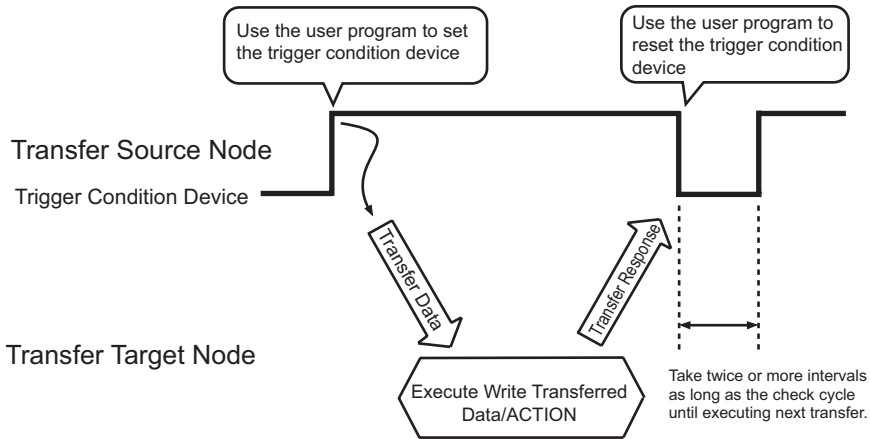 Use the user program to set
the trigger condition device
Use the user program to
reset the trigger condition
device
Transfer Source Node
Trigger Condition Device
Transfer Data
Transfer Response
Transfer Target Node
Execute Write Transferred
Data/ACTION
Take twice or more intervals
as long as the check cycle
until executing next transfer.